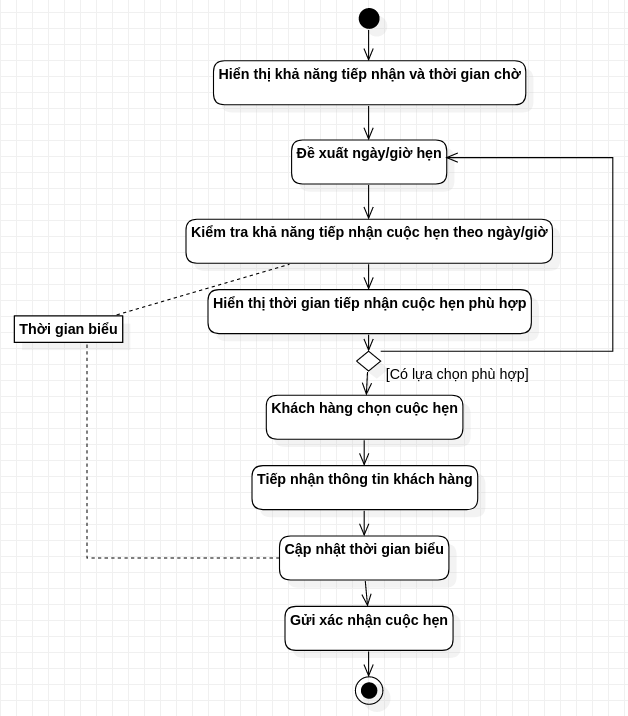 Hiển thị khả năng tiếp nhận và thời gian chờ
Đề xuất ngày/giờ hẹn
Kiểm tra khả năng tiếp nhận cuộc hẹn theo ngày/giờ
Hiển thị thời gian tiếp nhận cuộc hẹn phù hợp
Thời gian biểu
[Có lựa chọn phù hợp]
Khách hàng chọn cuộc hẹn
Tiếp nhận thông tin khách hàng
Cập nhật thời gian biểu
Gửi xác nhận cuộc hẹn